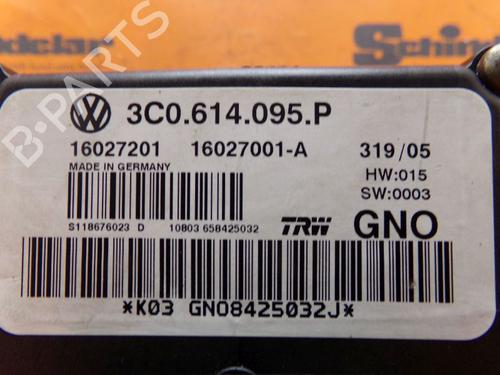 Schin
3C0.614.095.P
16027201 16027001-A 319/05
MADE IN GERMANY HW:015
SW:0003
S118676023 D 10803 658425032 TRW GNO
*K03 GNO8425032J*
B-PARTS